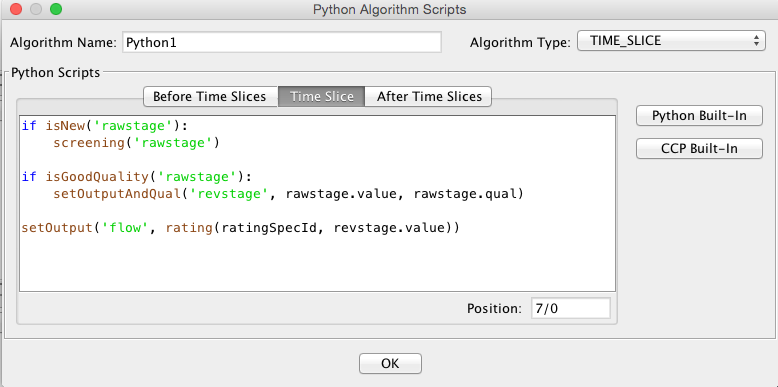 Python Algorithm Scripts
Algorithm Name: Python1 Algorithm Type: TIME_SLICE
Python Scripts
Before Time Slices Time Slice After Time Slices
if isNew('rawstage'):
    screening('rawstage')
if isGoodQuality('rawstage'):
    setOutputAndQual('revstage', rawstage.value, rawstage.qual)
setOutput('flow', rating(ratingSpecId, revstage.value))
Python Built-In
CCP Built-In
Position: 7/0
OK